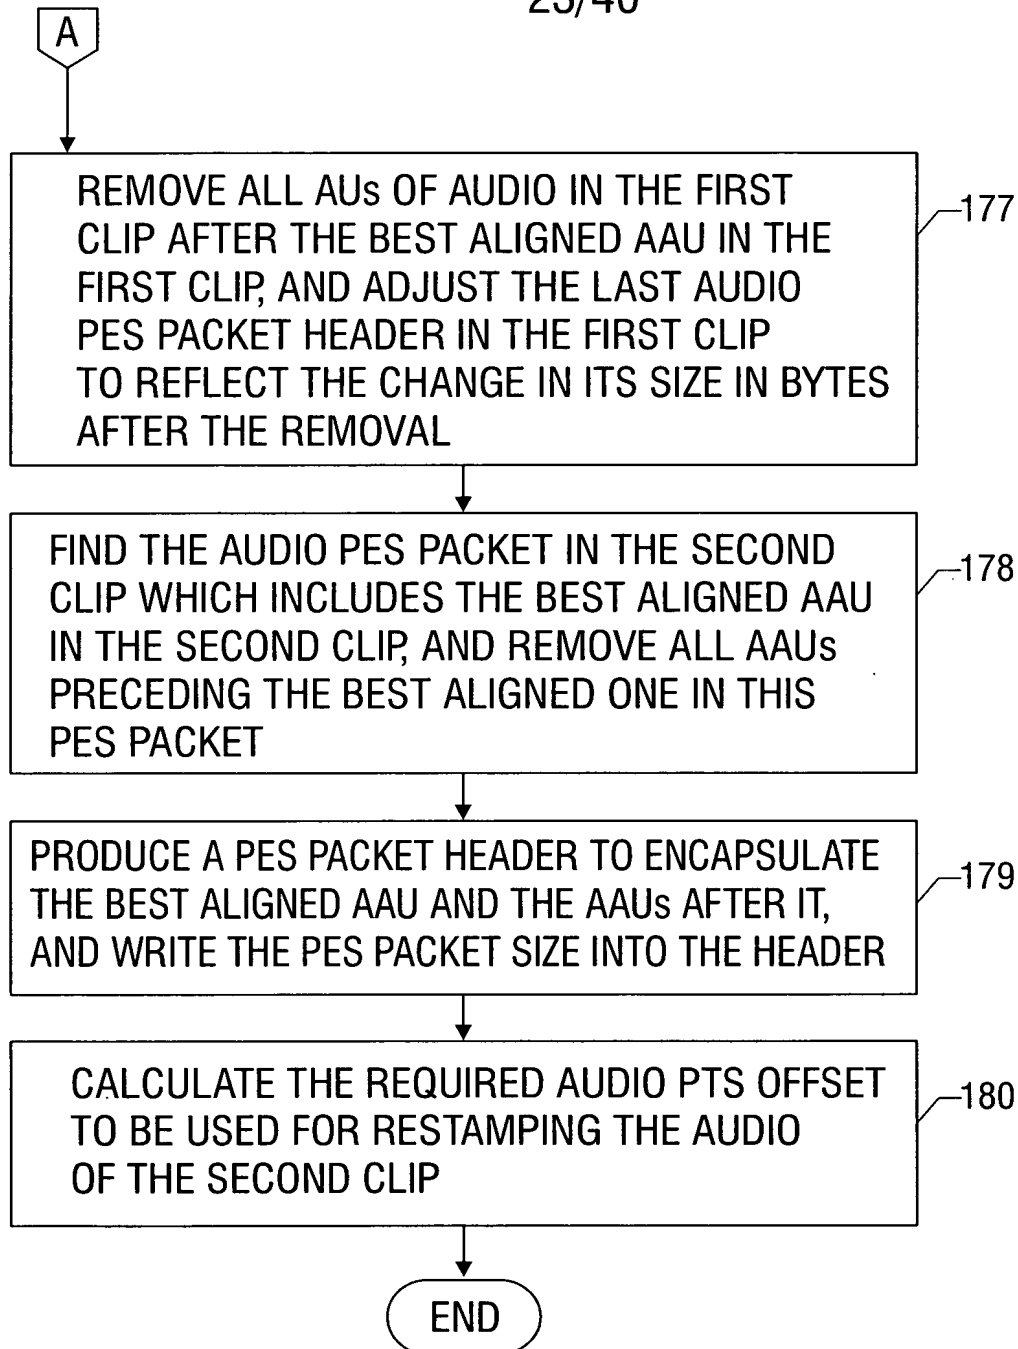 23/40
A
REMOVE ALL AUs OF AUDIO IN THE FIRST
CLIP AFTER THE BEST ALIGNED AAU IN THE
FIRST CLIP, AND ADJUST THE LAST AUDIO
PES PACKET HEADER IN THE FIRST CLIP
TO REFLECT THE CHANGE IN ITS SIZE IN BYTES
AFTER THE REMOVAL
177
FIND THE AUDIO PES PACKET IN THE SECOND
CLIP WHICH INCLUDES THE BEST ALIGNED AAU
IN THE SECOND CLIP, AND REMOVE ALL AAUs
PRECEDING THE BEST ALIGNED ONE IN THIS
PES PACKET
178
PRODUCE A PES PACKET HEADER TO ENCAPSULATE
THE BEST ALIGNED AAU AND THE AAUs AFTER IT,
AND WRITE THE PES PACKET SIZE INTO THE HEADER
179
CALCULATE THE REQUIRED AUDIO PTS OFFSET
TO BE USED FOR RESTAMPING THE AUDIO
OF THE SECOND CLIP
180
END